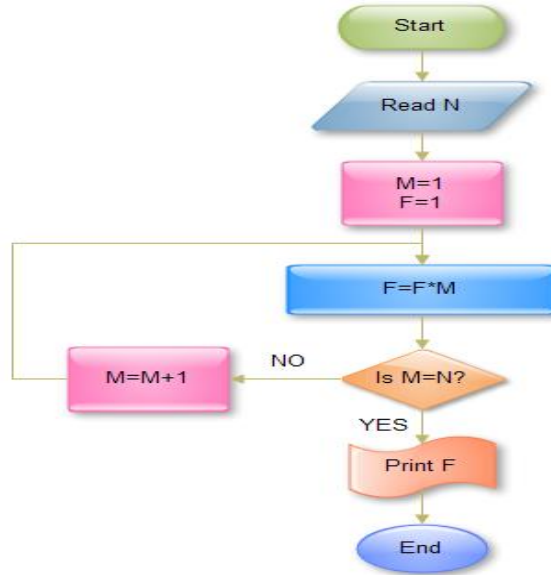 Start
Read N
M=1
F=1
F=F*M
Is M=N?
NO
M=M+1
YES
Print F
End